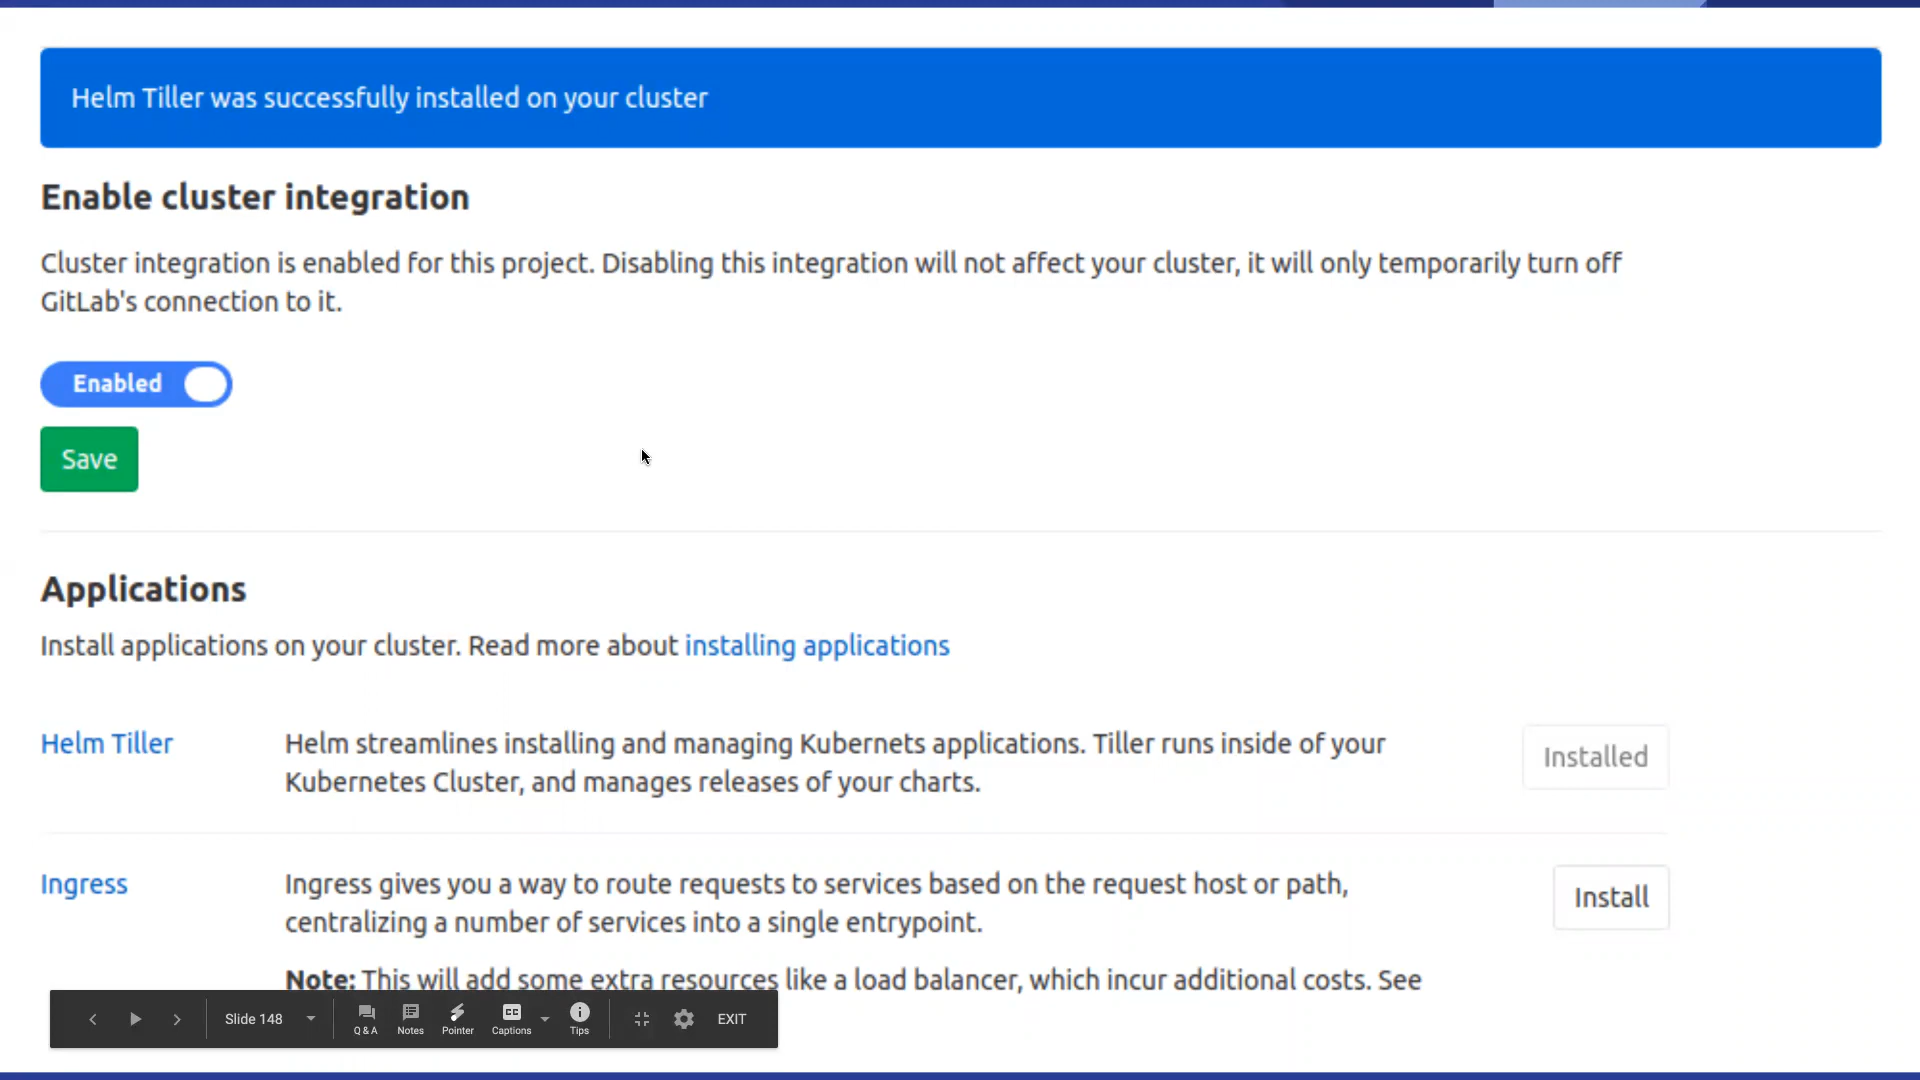 Helm Tiller was successfully installed on your cluster
Enable cluster integration
Cluster integration is enabled for this project. Disabling this integration will not affect your cluster, it will only temporarily turn off
GitLab's connection to it.
Enabled
Save
Applications
Install applications on your cluster. Read more about installing applications
Helm Tiller
Helm streamlines installing and managing Kubernets applications. Tiller runs inside of your
Kubernetes Cluster, and manages releases of your charts.
Installed
Ingress
Ingress gives you a way to route requests to services based on the request host or path,
centralizing a number of services into a single entrypoint.
Install
Note: This will add some extra resources like a load balancer, which incur additional costs. See
Slide 148
Q & A
Notes
Pointer
CC
Captions
Tips
EXIT